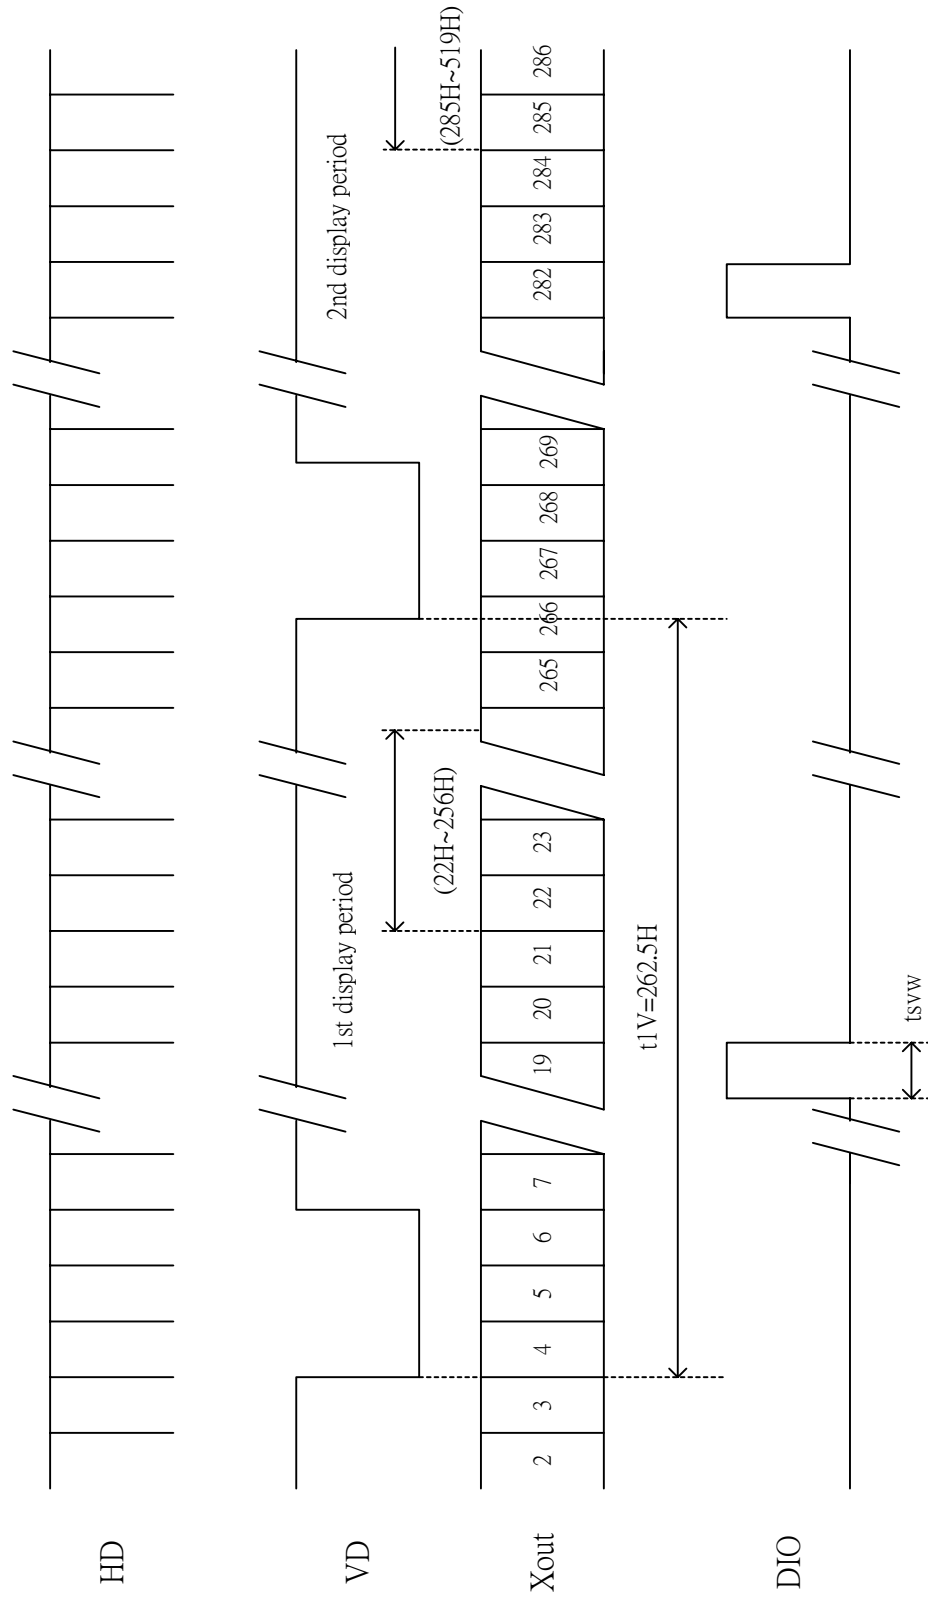 HD
VD
1st display period
2nd display period
(22H~256H)
(285H~519H)
Xout
2 3 4 5 6 7 19 20 21 22 23 265 266 267 268 269 282 283 284 285 286
t1V=262.5H
DIO
tsvw